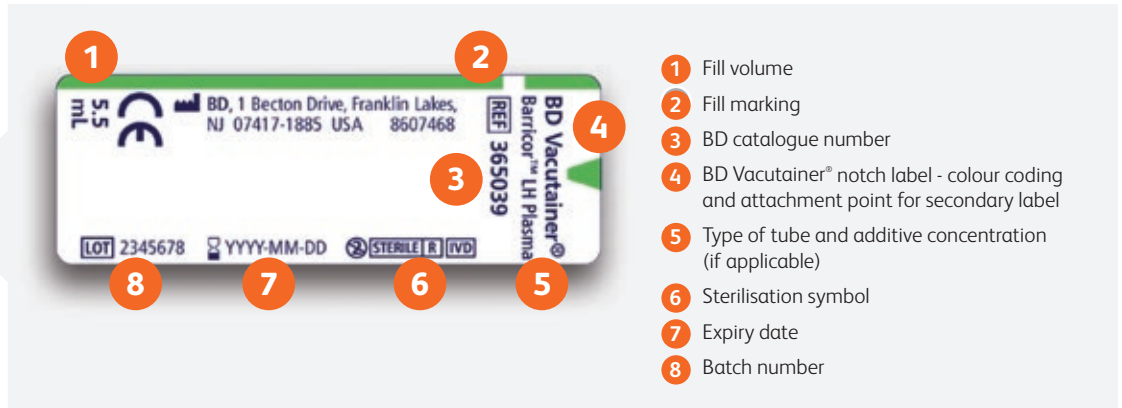 1
2
5.5
mL
CE
BD, 1 Becton Drive, Franklin Lakes,
NJ 07417-1885 USA 8607468
REF 365039
BD Vacutainer®
Barricor™ LH Plasma
3
4
LOT 2345678
YYYY-MM-DD
2 STERILE R IVD
8
7
6
5
1 Fill volume
2 Fill marking
3 BD catalogue number
4 BD Vacutainer® notch label - colour coding
and attachment point for secondary label
5 Type of tube and additive concentration
(if applicable)
6 Sterilisation symbol
7 Expiry date
8 Batch number